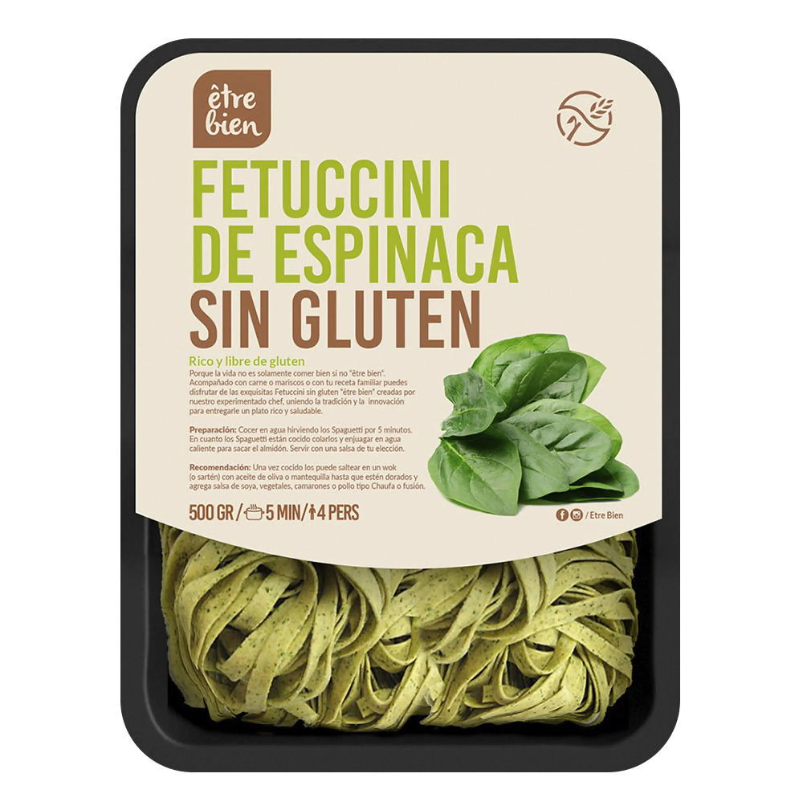 être
bien
FETUCCINI
DE ESPINACA
SIN GLUTEN
Rico y libre de gluten
Porque la vida no es solamente comer bien si no "être bien".
Acompañado con carne o mariscos o con tu receta familiar puedes
disfrutar de las exquisitas Fetuccini sin gluten "être bien" creadas por
nuestro experimentado chef, uniendo la tradición y la innovación
para entregarle un plato rico y saludable.
Preparación: Cocer en agua hirviendo los Spaguetti por 5 minutos.
En cuanto los Spaguetti están cocido colarlos y enjuagar en agua
caliente para sacar el almidón. Servir con una salsa de tu elección.
Recomendación: Una vez cocido los puede saltear en un wok
(o sartén) con aceite de oliva o mantequilla hasta que estén dorados y
agrega salsa de soya, vegetales, camarones o pollo tipo Chaufa o fusión.
500 GR / 5 MIN / 4 PERS
/ Etre Bien